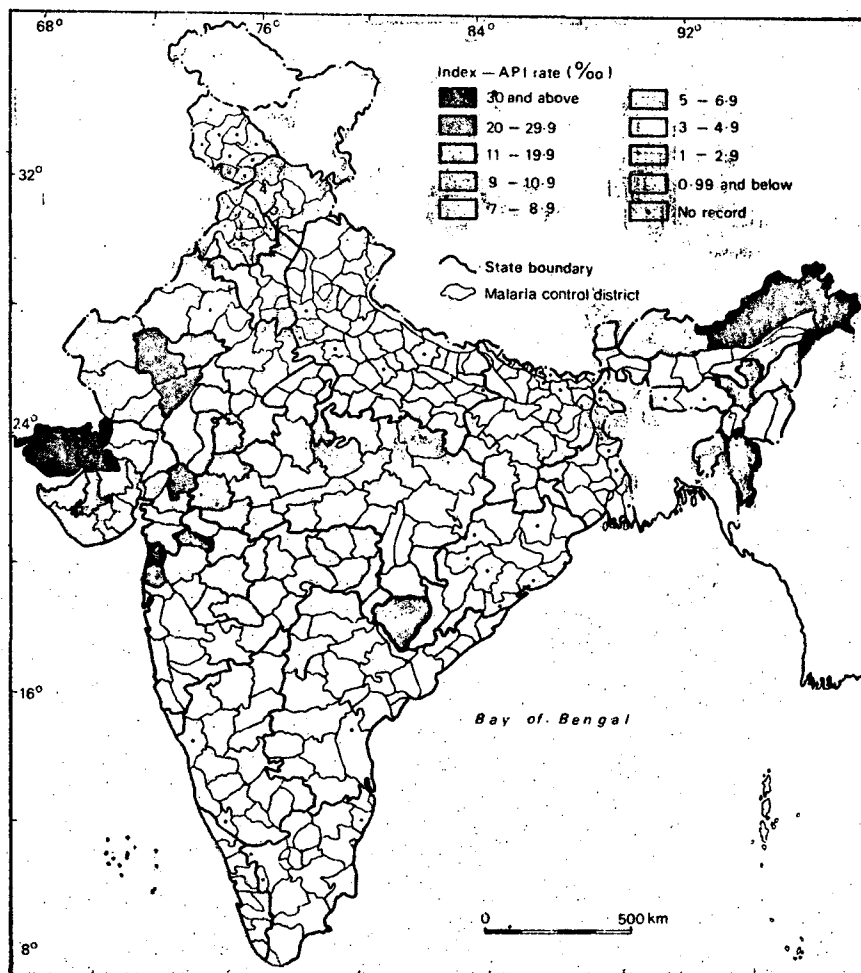 68° 76° 84° 92°
Index — API rate (‰)
30 and above
20 — 29·9
11 — 19·9
9 — 10·9
7 — 8·9
5 — 6·9
3 — 4·9
1 — 2·9
0·99 and below
No record
State boundary
Malaria control district
32°
24°
16°
8°
Bay of Bengal
0 500 km